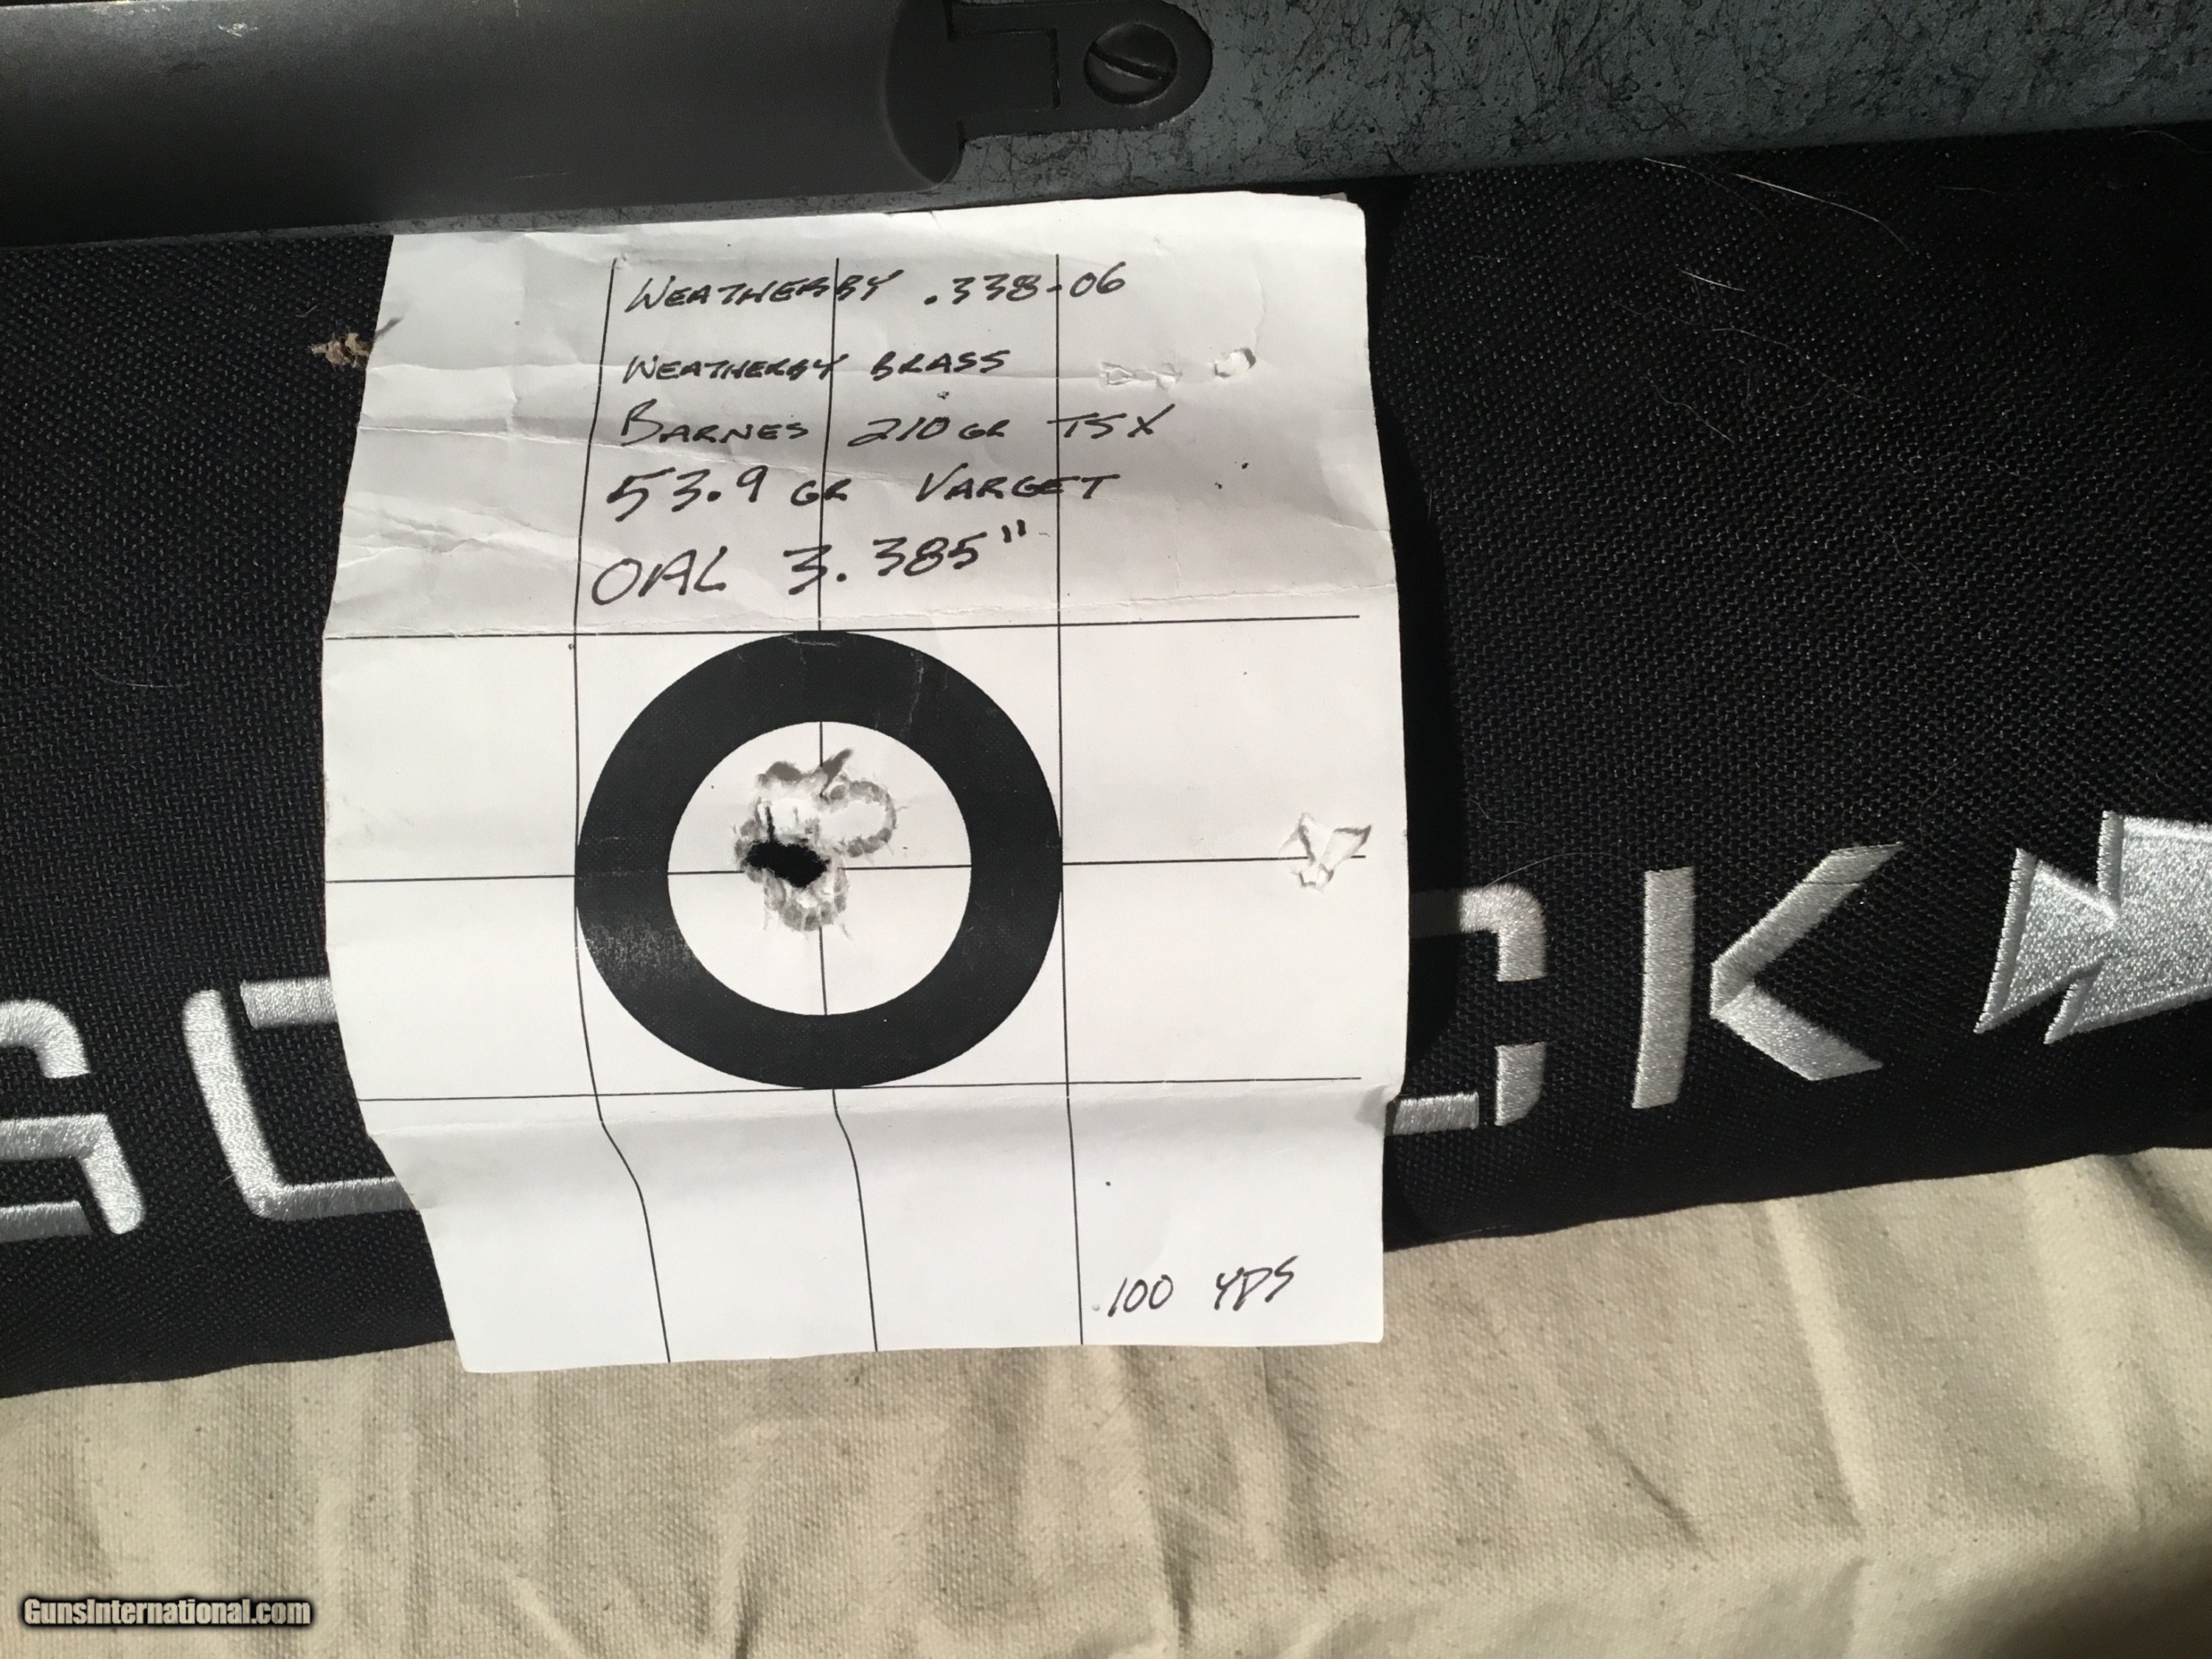 WEATHERBY .338-06
WEATHERBY BRASS
BARNES 210 GR TSX
53.9 GR VARGET
OAL 3.385"
CK
100 YDS
GunsInternational.com